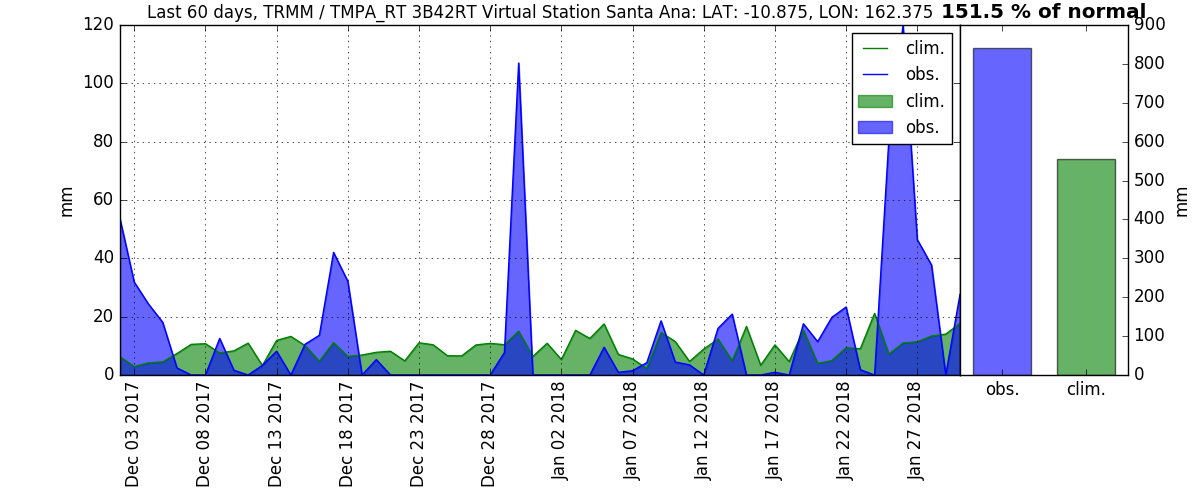 Last 60 days, TRMM / TMPA_RT 3B42RT Virtual Station Santa Ana: LAT: -10.875, LON: 162.375 151.5 % of normal
120
100
80
60
40
20
0
mm
clim.
obs.
clim.
obs.
Dec 03 2017
Dec 08 2017
Dec 13 2017
Dec 18 2017
Dec 23 2017
Dec 28 2017
Jan 02 2018
Jan 07 2018
Jan 12 2018
Jan 17 2018
Jan 22 2018
Jan 27 2018
900
800
700
600
500
400
300
200
100
0
mm
obs.
clim.